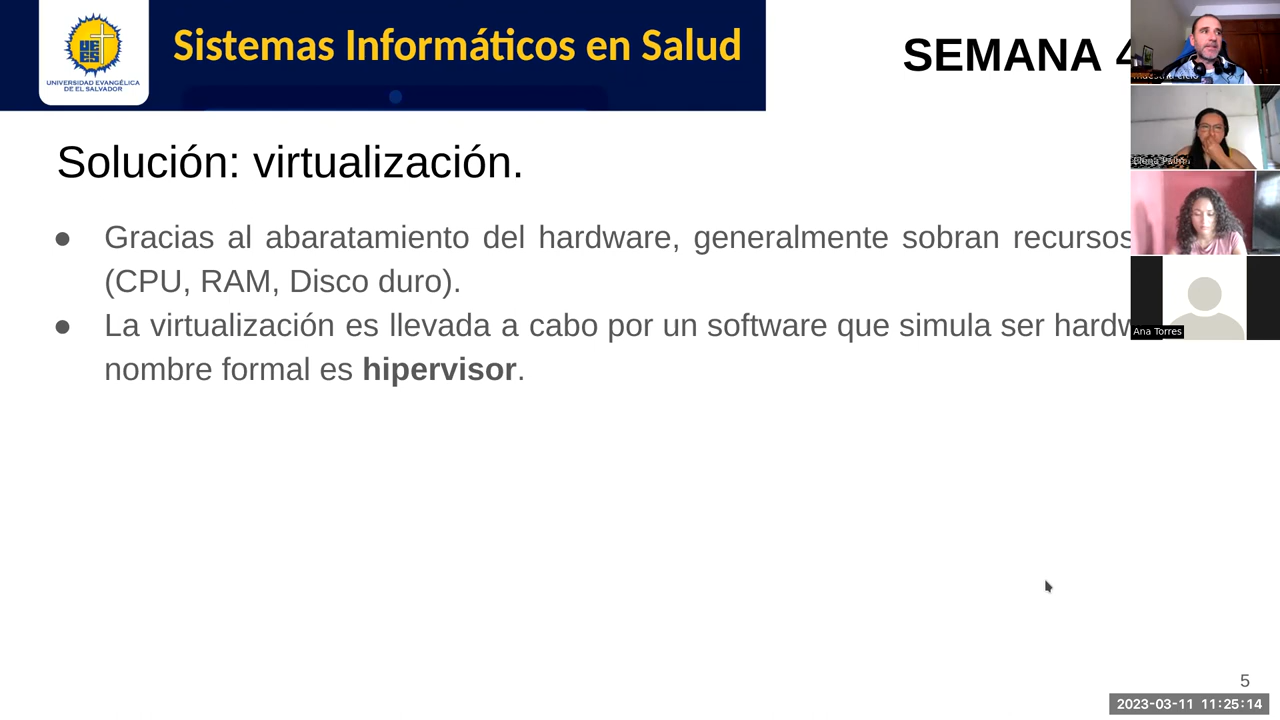 UNIVERSIDAD EVANGÉLICA
DE EL SALVADOR
Sistemas Informáticos en Salud
SEMANA 4
Solución: virtualización.
● Gracias al abaratamiento del hardware, generalmente sobran recursos
(CPU, RAM, Disco duro).
● La virtualización es llevada a cabo por un software que simula ser hardw
nombre formal es hipervisor.
Ana Torres
5
2023-03-11 11:25:14